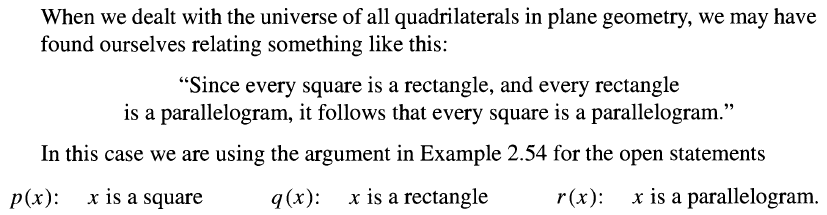 When we dealt with the universe of all quadrilaterals in plane geometry, we may have
found ourselves relating something like this:
“Since every square is a rectangle, and every rectangle
is a parallelogram, it follows that every square is a parallelogram.”
In this case we are using the argument in Example 2.54 for the open statements
p(x): x is a square q(x): x is a rectangle r(x): x is a parallelogram.